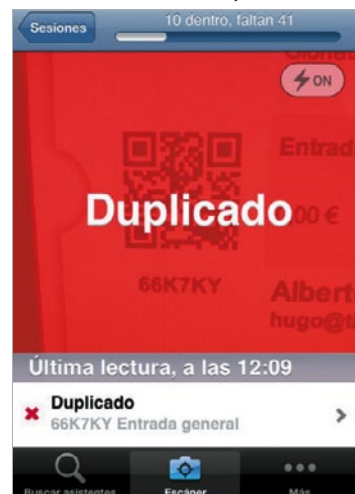 Sesiones
10 dentro, faltan 41
ON
Entrad
Duplicado
,00 €
66K7KY
Albert
hugo@t
Última lectura, a las 12:09
Duplicado
66K7KY Entrada general
Buscar asistentes
Escáner
Más